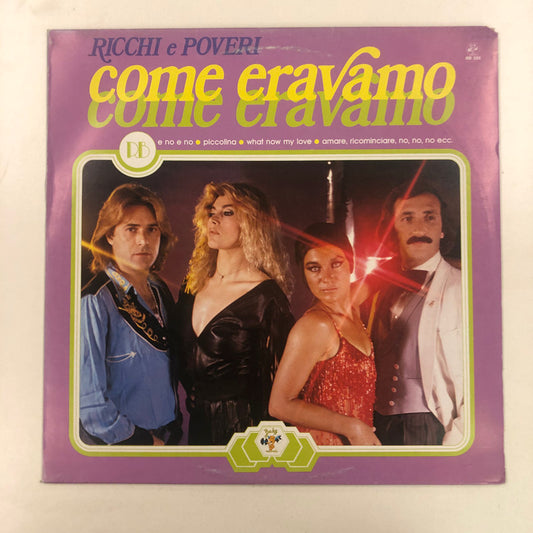 RICCHI e POVERI
come eravamo
come eravamo
RB
e no e no • piccolina • what now my love • amare, ricominciare, no, no, no ecc.